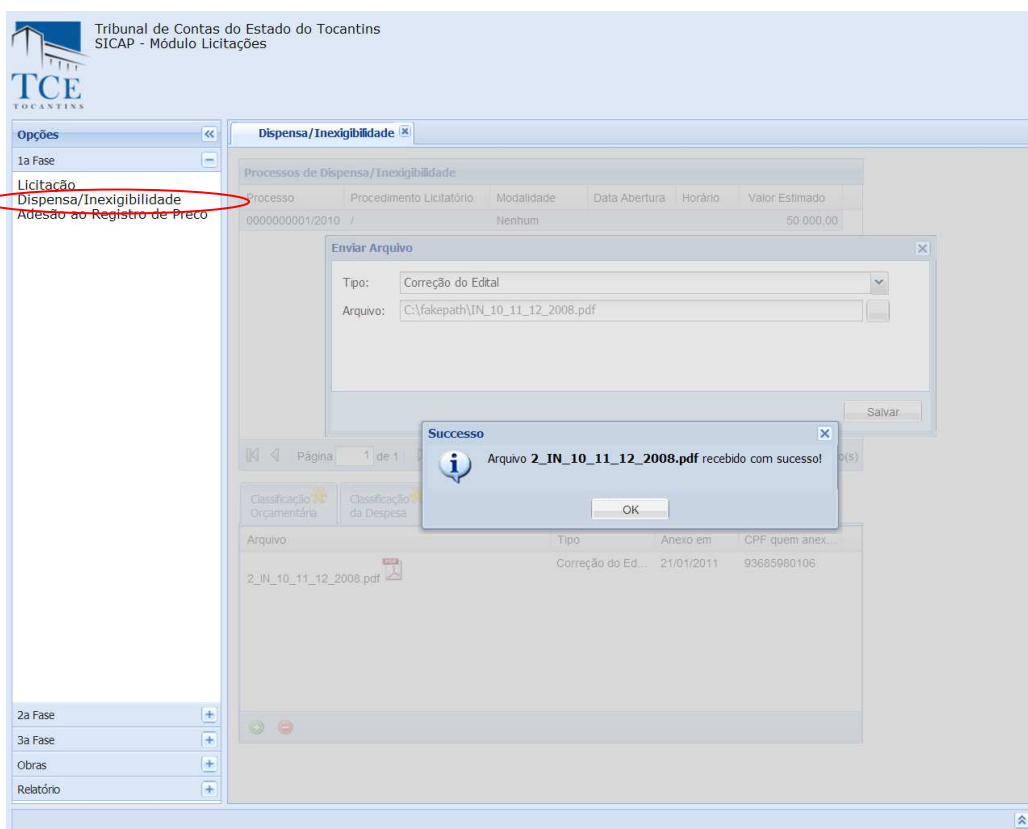 Tribunal de Contas do Estado do Tocantins
SICAP - Módulo Licitações
TCE
TOCANTINS
Opções
1a Fase
Licitação
Dispensa/Inexigibilidade
Adesão ao Registro de Preco
2a Fase
3a Fase
Obras
Relatório
Dispensa/Inexigibilidade
Processos de Dispensa/Inexigibilidade
Processo Procedimento Licitatório Modalidade Data Abertura Horário Valor Estimado
0000000001/2010 / Nenhum 50 000,00
Enviar Arquivo
Tipo: Correção do Edital
Arquivo: C:\fakepath\IN_10_11_12_2008.pdf
Salvar
Successo
Arquivo 2_IN_10_11_12_2008.pdf recebido com sucesso!
OK
Página 1 de 1 o(s)
Classificação Orçamentária
Classificação da Despesa
Arquivo Tipo Anexo em CPF quem anex...
2_IN_10_11_12_2008.pdf Correção do Ed... 21/01/2011 93685980106